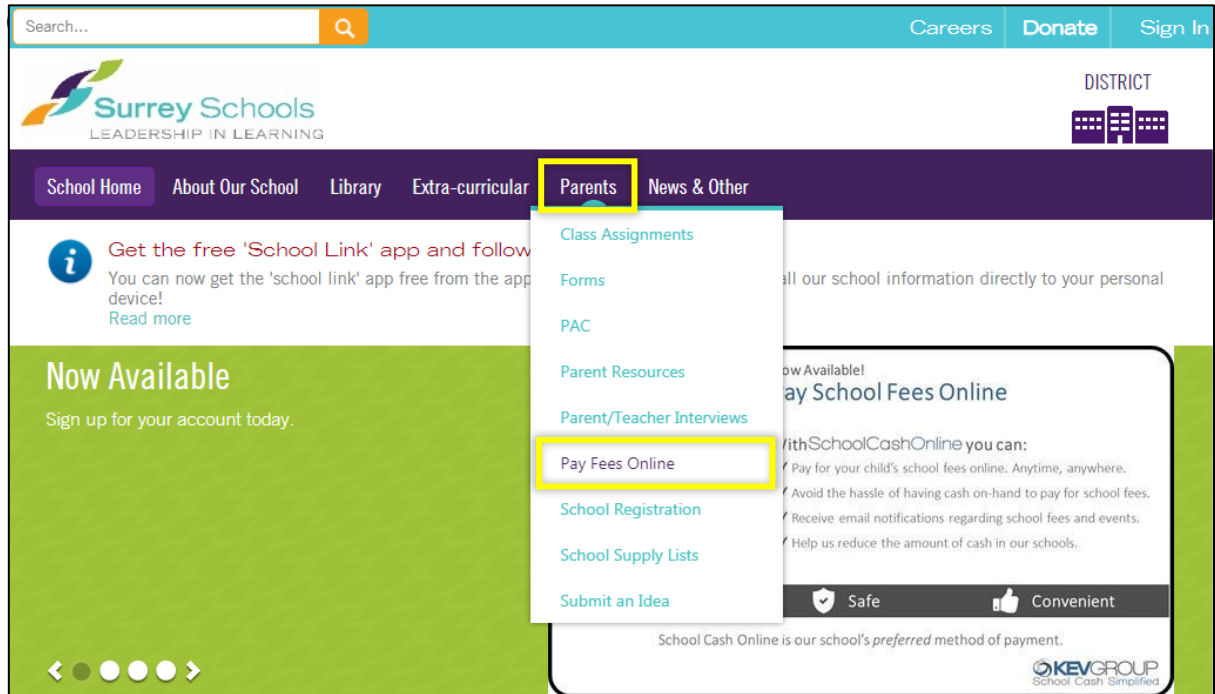 Search...
Careers
Donate
Sign In
Surrey Schools
LEADERSHIP IN LEARNING
DISTRICT
School Home
About Our School
Library
Extra-curricular
Parents
News & Other
Class Assignments
Forms
PAC
Parent Resources
Parent/Teacher Interviews
Pay Fees Online
School Registration
School Supply Lists
Submit an Idea
Get the free 'School Link' app and follow
You can now get the 'school link' app free from the app all our school information directly to your personal
device!
Read more
Now Available
Sign up for your account today.
ow Available!
ay School Fees Online
ithSchoolCashOnline you can:
Pay for your child's school fees online. Anytime, anywhere.
Avoid the hassle of having cash on-hand to pay for school fees.
Receive email notifications regarding school fees and events.
Help us reduce the amount of cash in our schools.
Safe
Convenient
School Cash Online is our school's preferred method of payment.
KEVGROUP
School Cash Simplified